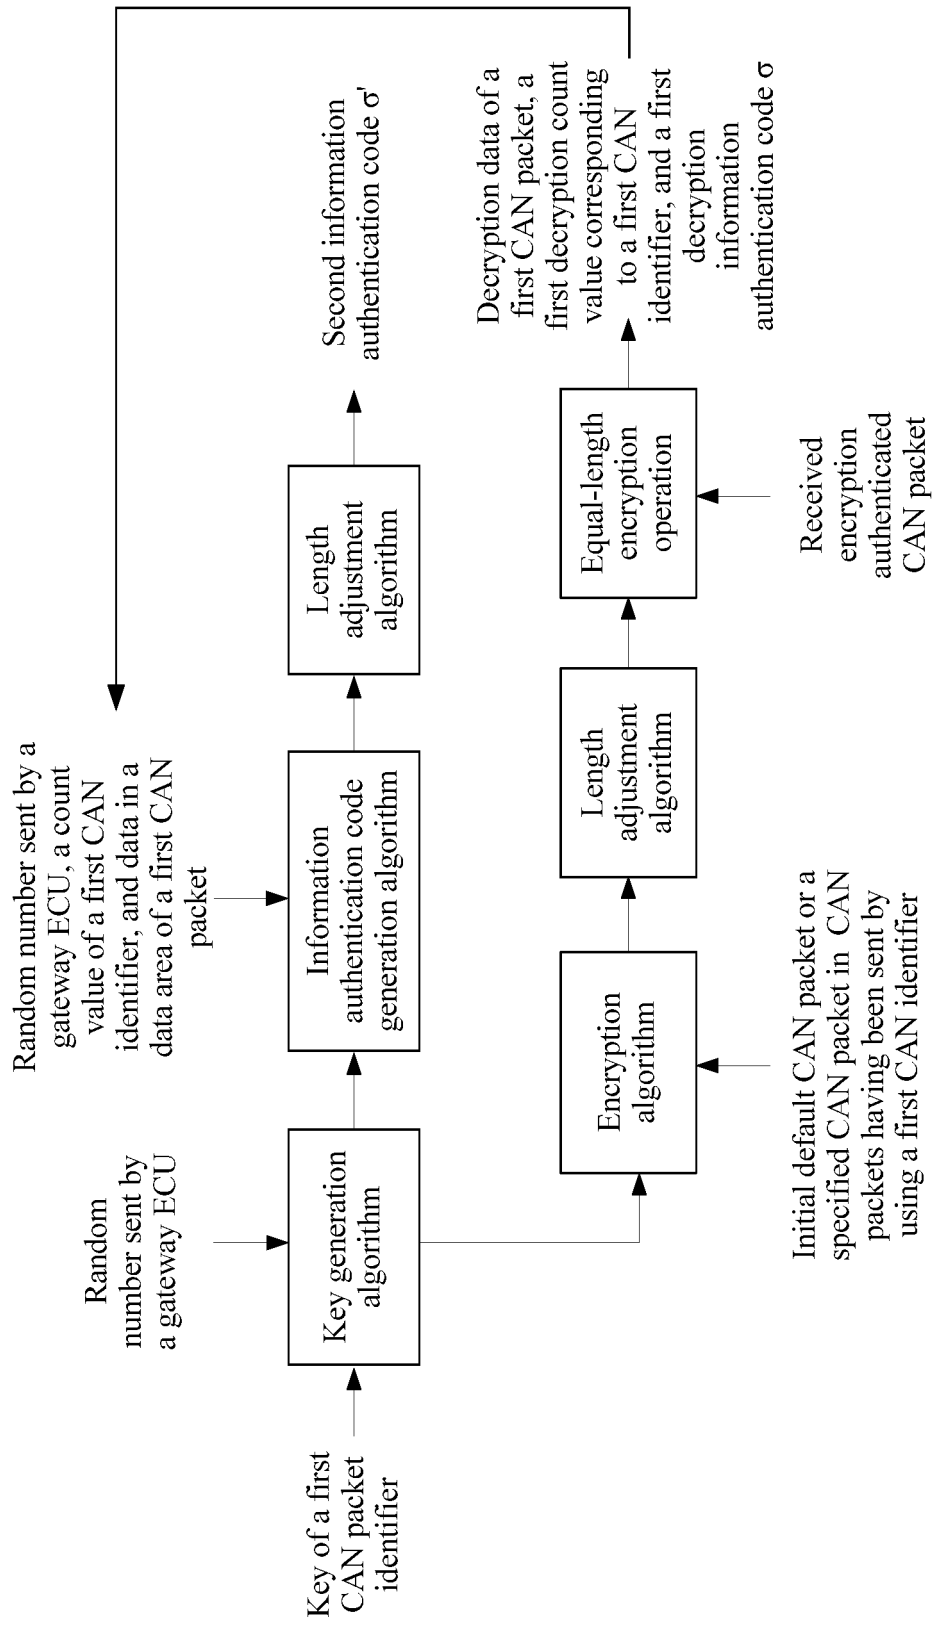 Key of a first
CAN packet
identifier
Random
number sent by
a gateway ECU
Key generation
algorithm
Random number sent by a
gateway ECU, a count
value of a first CAN
identifier, and data in a
data area of a first CAN
packet
Information
authentication code
generation algorithm
Length
adjustment
algorithm
Second information
authentication code σ'
Initial default CAN packet or a
specified CAN packet in CAN
packets having been sent by
using a first CAN identifier
Encryption
algorithm
Length
adjustment
algorithm
Equal-length
encryption
operation
Received
encryption
authenticated
CAN packet
Decryption data of a
first CAN packet, a
first decryption count
value corresponding
to a first CAN
identifier, and a first
decryption
information
authentication code σ